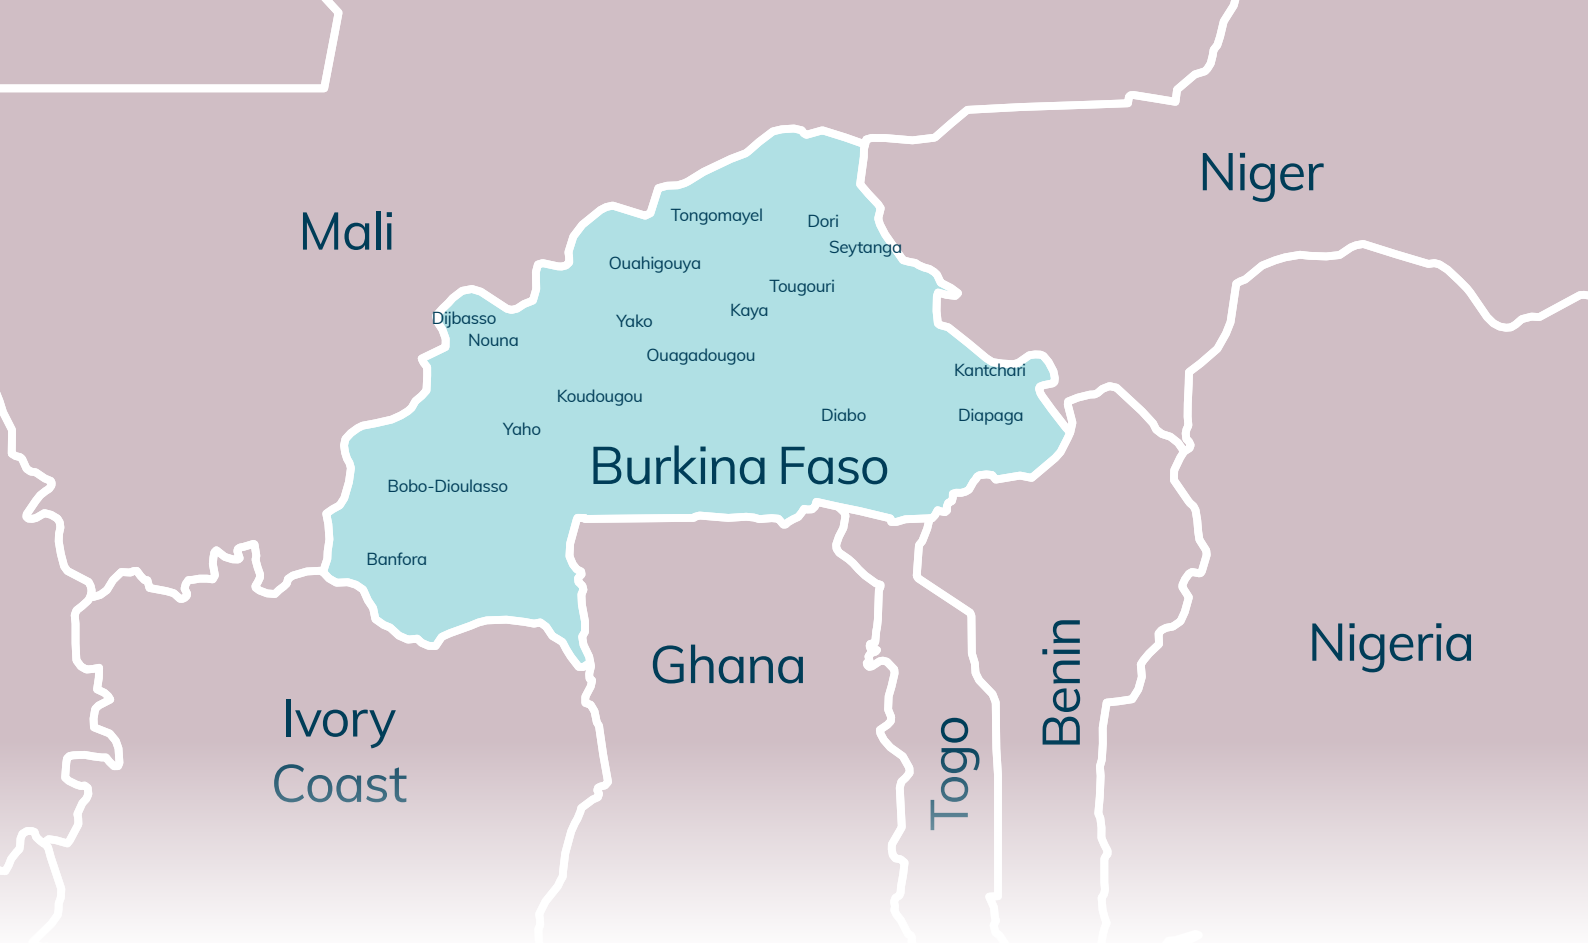 Niger
Mali
Tongomayel
Dori
Seytanga
Ouahigouya
Tougouri
Kaya
Dijbasso
Yako
Nouna
Ouagadougou
Kantchari
Koudougou
Diabo
Diapaga
Yaho
Burkina Faso
Bobo-Dioulasso
Banfora
Ghana
Nigeria
Benin
Togo
Ivory
Coast